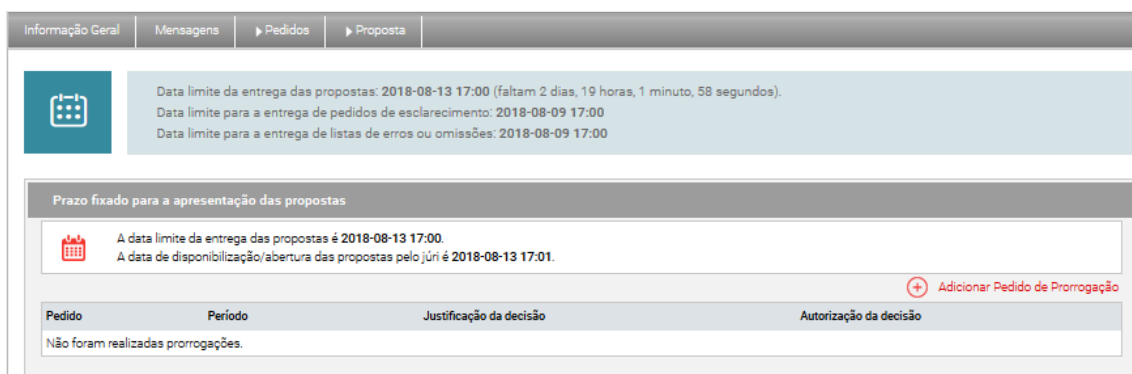 Informação Geral Mensagens Pedidos Proposta
Data limite da entrega das propostas: 2018-08-13 17:00 (faltam 2 dias, 19 horas, 1 minuto, 58 segundos).
Data limite para a entrega de pedidos de esclarecimento: 2018-08-09 17:00
Data limite para a entrega de listas de erros ou omissões: 2018-08-09 17:00
Prazo fixado para a apresentação das propostas
A data limite da entrega das propostas é 2018-08-13 17:00.
A data de disponibilização/abertura das propostas pelo júri é 2018-08-13 17:01.
Adicionar Pedido de Prorrogação
Pedido Período Justificação da decisão Autorização da decisão
Não foram realizadas prorrogações.